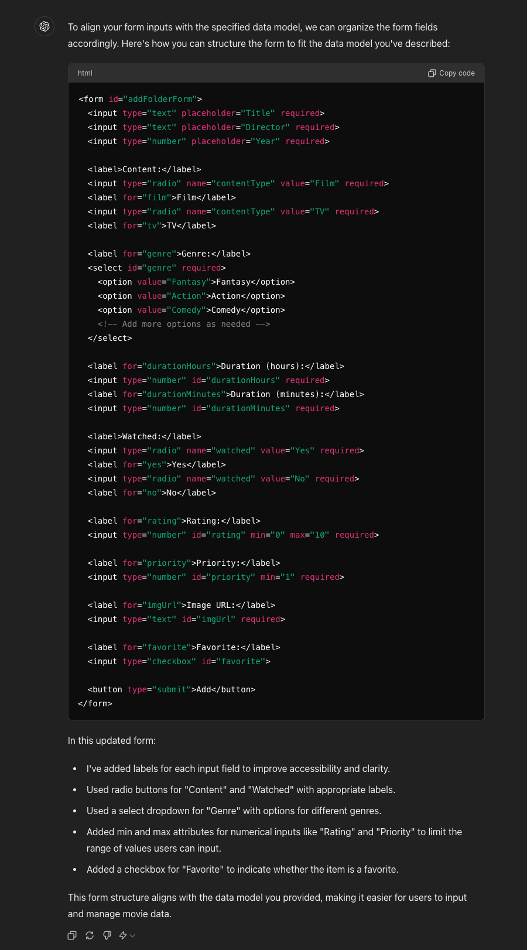 To align your form inputs with the specified data model, we can organize the form fields
accordingly. Here's how you can structure the form to fit the data model you've described:
html
Copy code
<form id="addFolderForm">
  <input type="text" placeholder="Title" required>
  <input type="text" placeholder="Director" required>
  <input type="number" placeholder="Year" required>

  <label>Content:</label>
  <input type="radio" name="contentType" value="Film" required>
  <label for="film">Film</label>
  <input type="radio" name="contentType" value="TV" required>
  <label for="tv">TV</label>

  <label for="genre">Genre:</label>
  <select id="genre" required>
    <option value="Fantasy">Fantasy</option>
    <option value="Action">Action</option>
    <option value="Comedy">Comedy</option>
    <!-- Add more options as needed -->
  </select>

  <label for="durationHours">Duration (hours):</label>
  <input type="number" id="durationHours" required>
  <label for="durationMinutes">Duration (minutes):</label>
  <input type="number" id="durationMinutes" required>

  <label>Watched:</label>
  <input type="radio" name="watched" value="Yes" required>
  <label for="yes">Yes</label>
  <input type="radio" name="watched" value="No" required>
  <label for="no">No</label>

  <label for="rating">Rating:</label>
  <input type="number" id="rating" min="0" max="10" required>

  <label for="priority">Priority:</label>
  <input type="number" id="priority" min="1" required>

  <label for="imgUrl">Image URL:</label>
  <input type="text" id="imgUrl" required>

  <label for="favorite">Favorite:</label>
  <input type="checkbox" id="favorite">

  <button type="submit">Add</button>
</form>
In this updated form:
• I've added labels for each input field to improve accessibility and clarity.
• Used radio buttons for "Content" and "Watched" with appropriate labels.
• Used a select dropdown for "Genre" with options for different genres.
• Added min and max attributes for numerical inputs like "Rating" and "Priority" to limit the
range of values users can input.
• Added a checkbox for "Favorite" to indicate whether the item is a favorite.
This form structure aligns with the data model you provided, making it easier for users to input
and manage movie data.